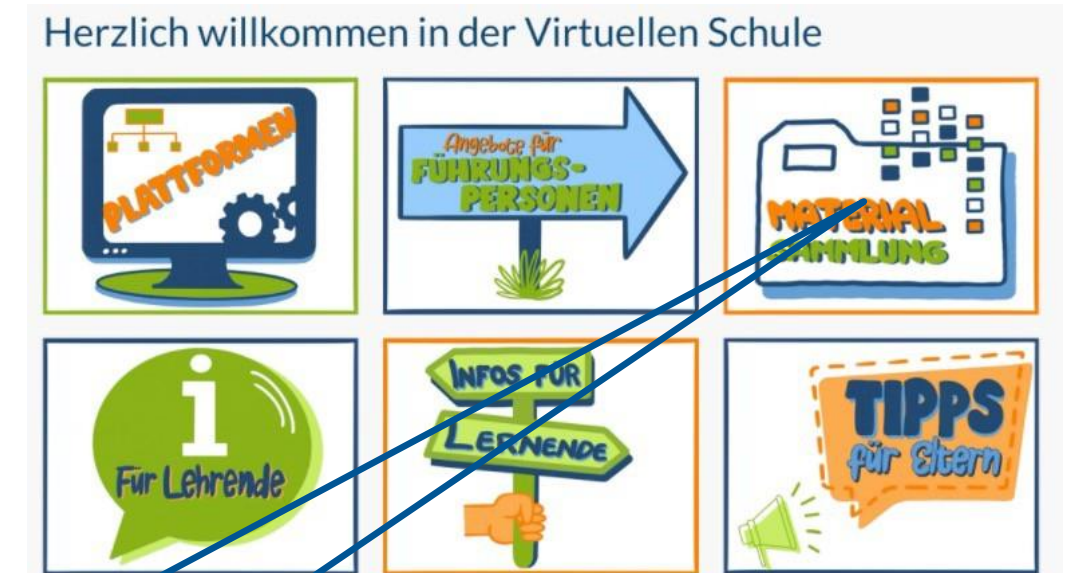 Herzlich willkommen in der Virtuellen Schule
PLATTFORMEN
Angebote für
FÜHRUNGS-
PERSONEN
MATERIAL
SAMMLUNG
i
Für Lehrende
INFOS FÜR
LERNENDE
TIPPS
für Eltern